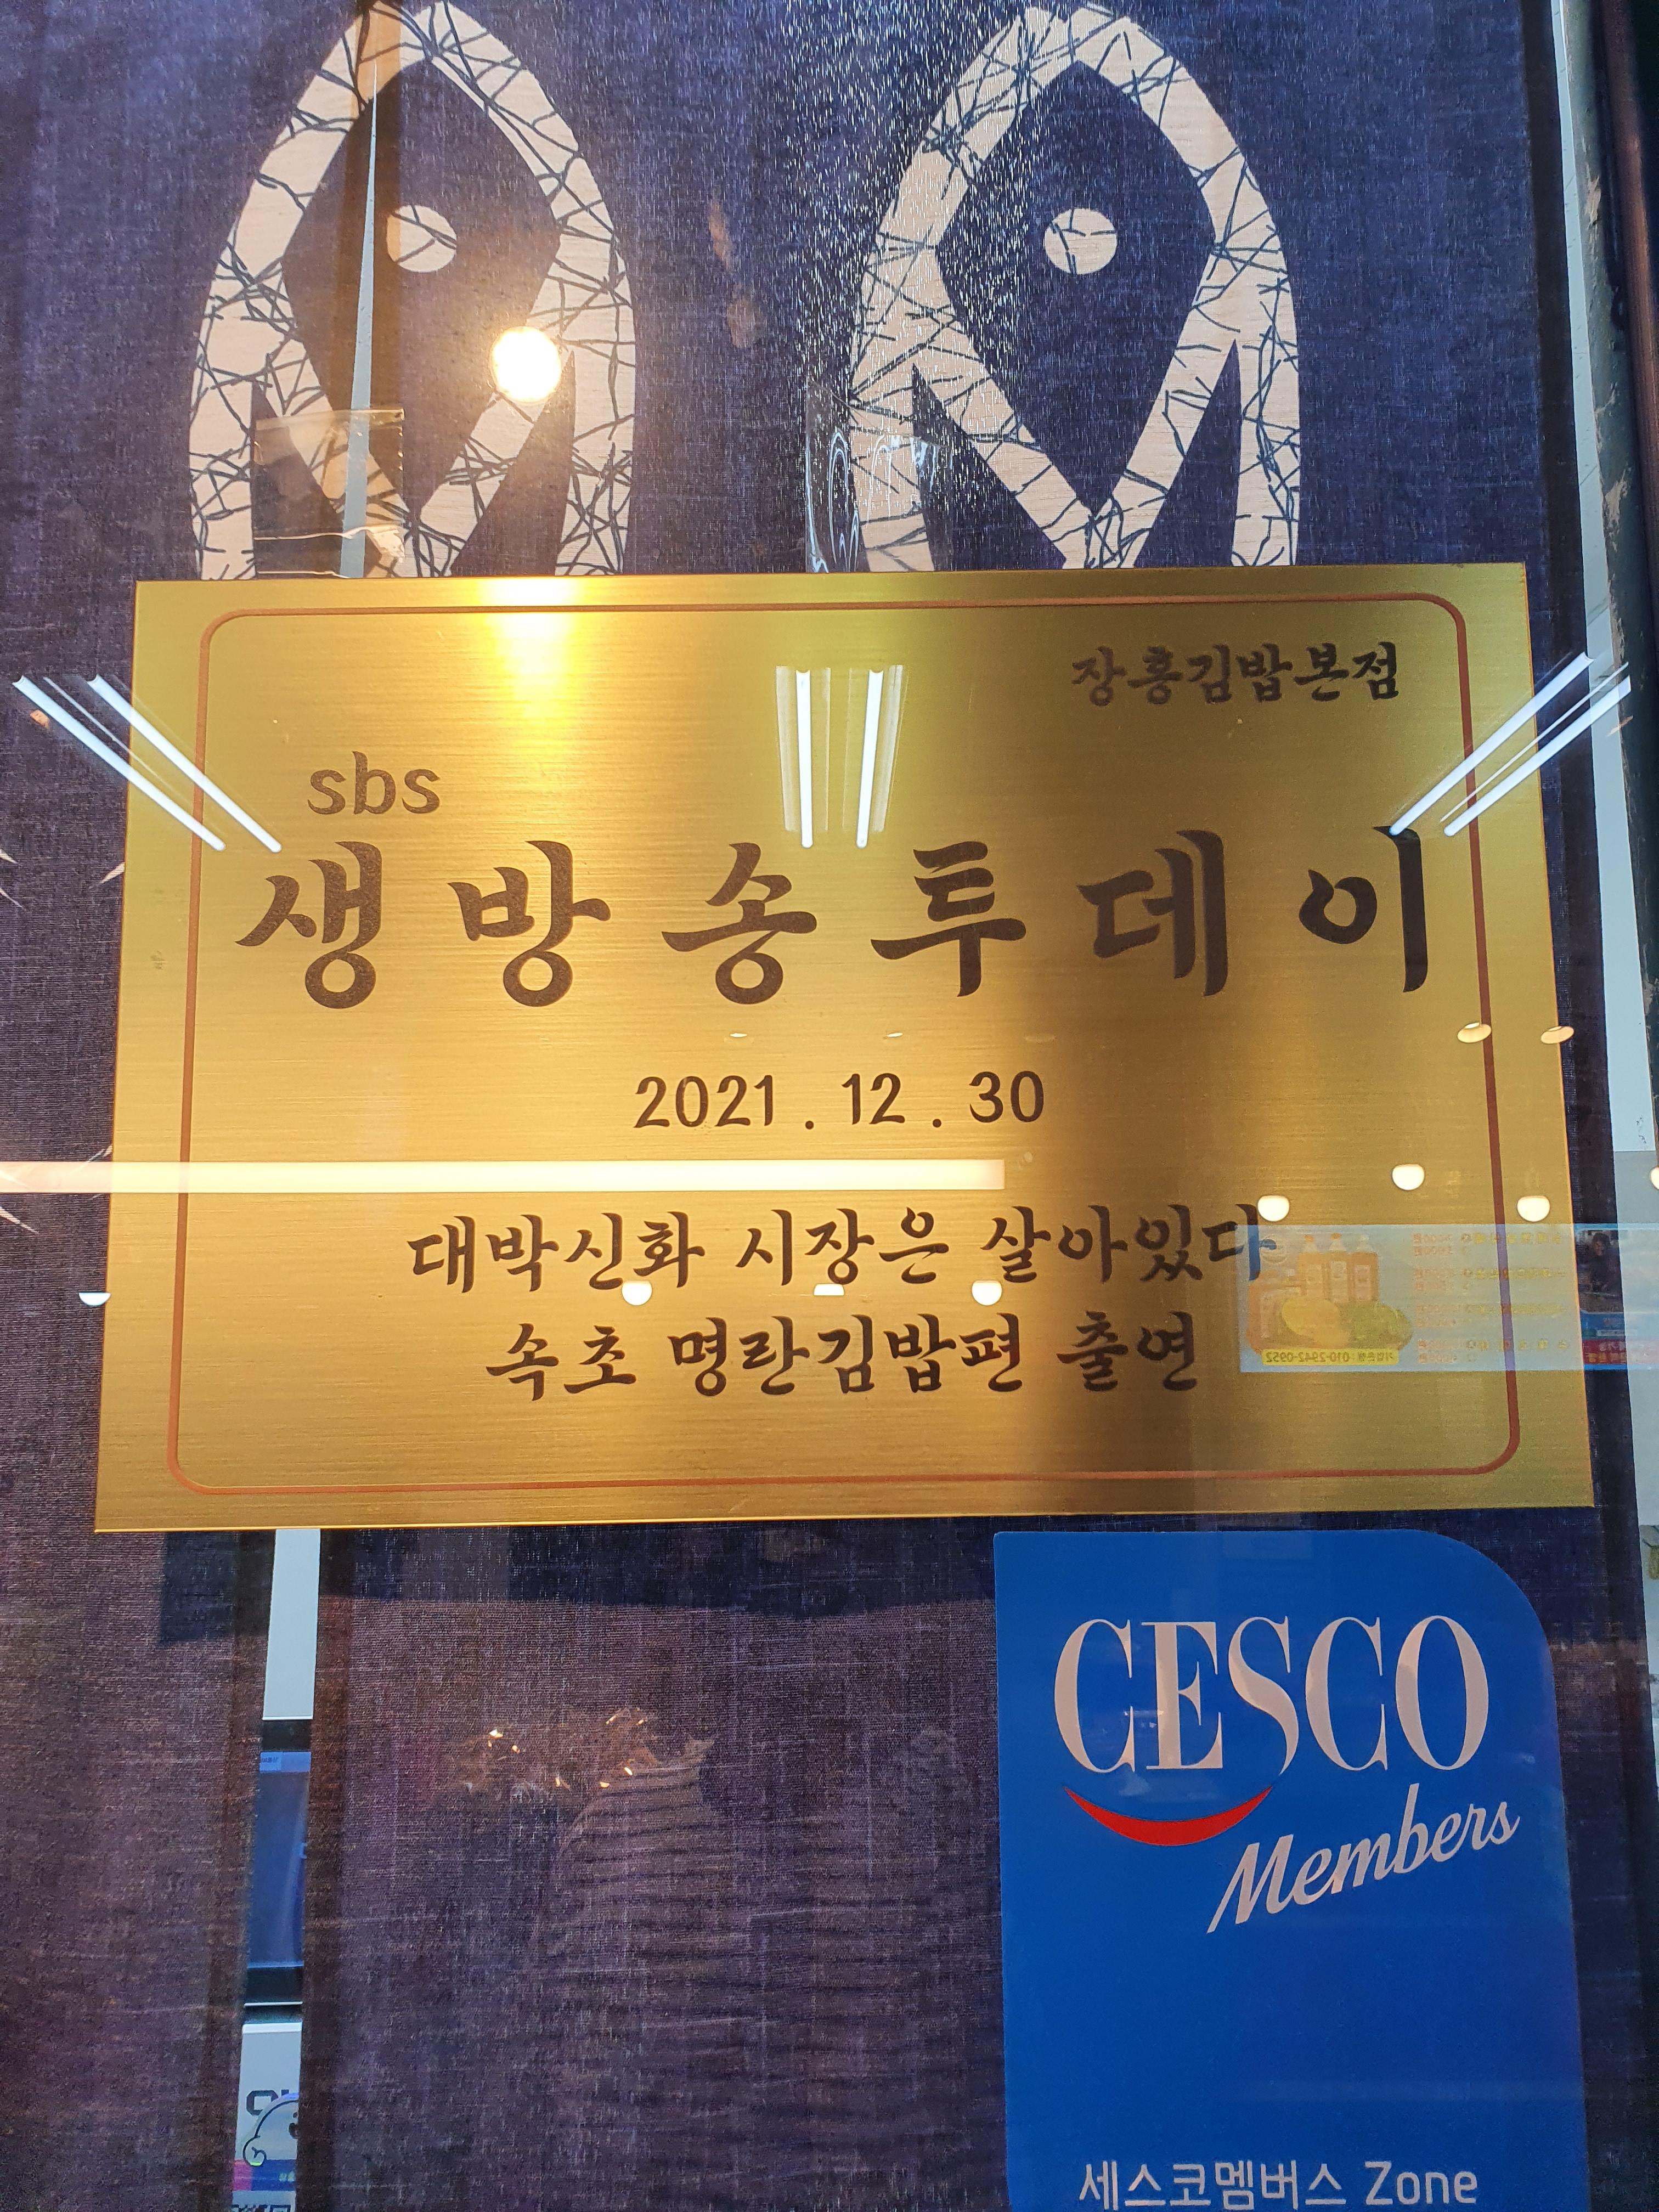 장흥김밥본점
sbs
생방송투데이
2021 . 12 . 30
대박신화 시장은 살아있다
속초 명란김밥편 출연
CESCO
Members
세스코멤버스 Zone